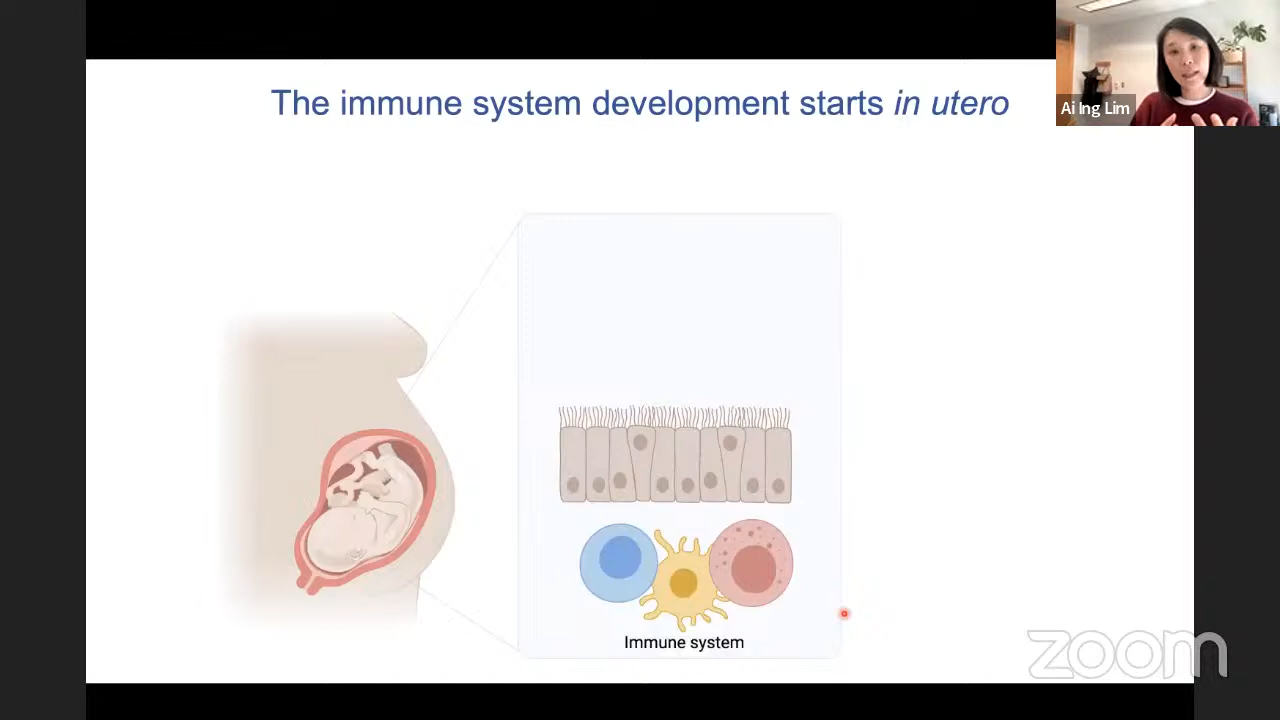 The immune system development starts in utero
Ai Ing Lim
Immune system
zoom